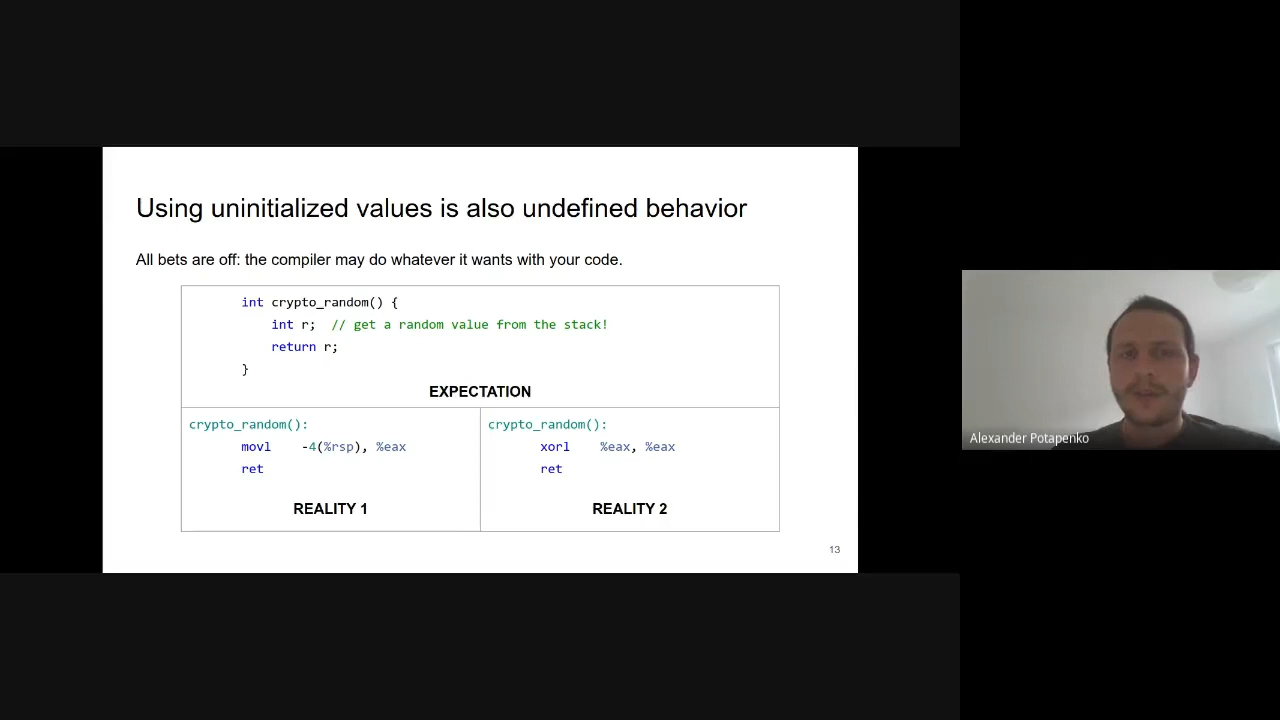 Using uninitialized values is also undefined behavior
All bets are off: the compiler may do whatever it wants with your code.
int crypto_random() {
int r;  // get a random value from the stack!
return r;
}
EXPECTATION
crypto_random():
movl    -4(%rsp), %eax
ret
REALITY 1
crypto_random():
xorl    %eax, %eax
ret
REALITY 2
13
Alexander Potapenko